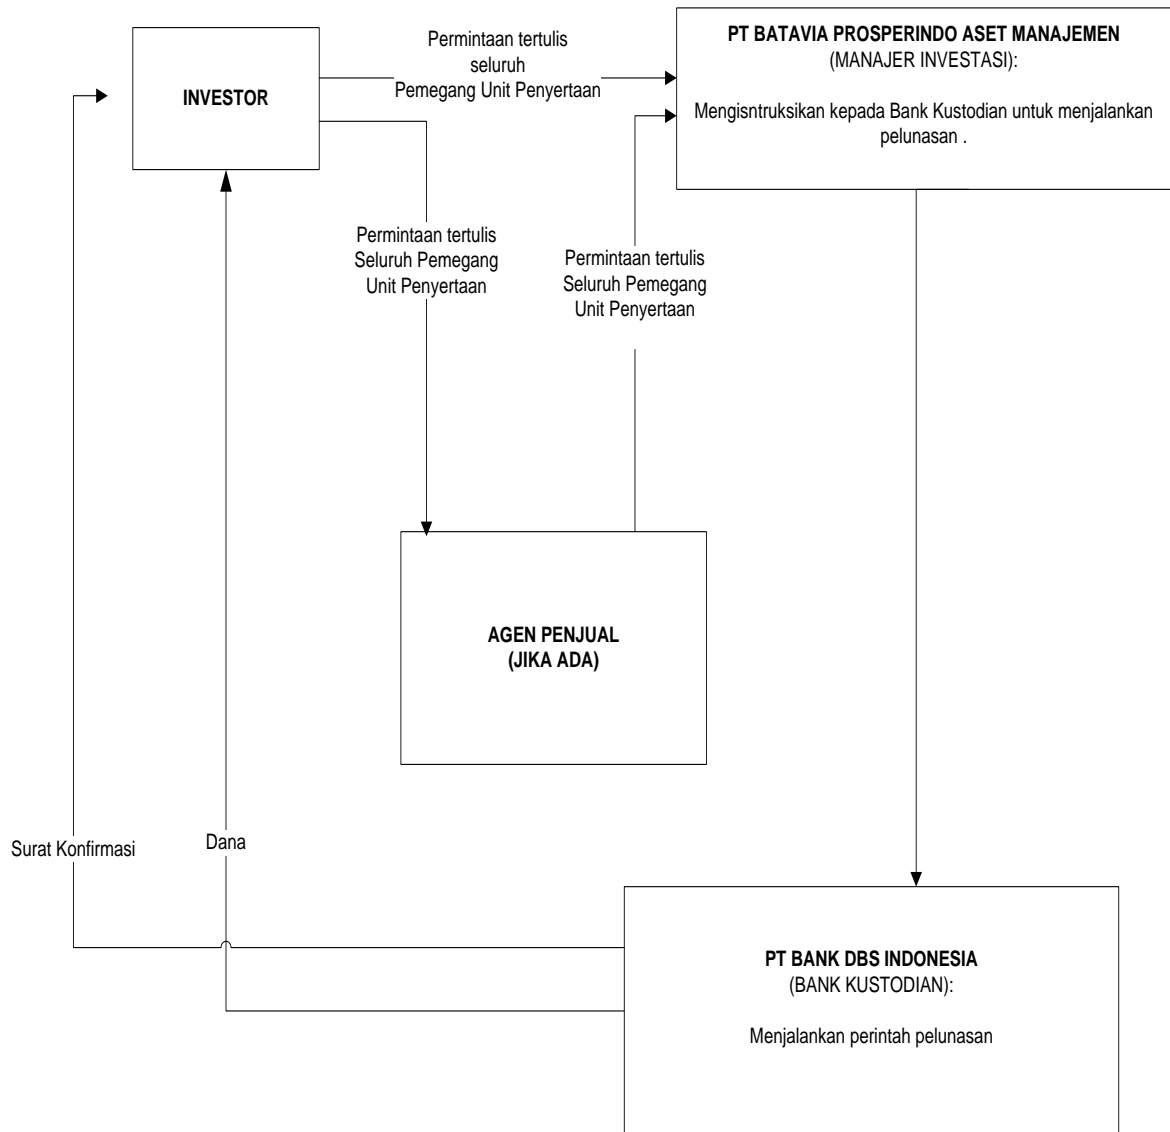 INVESTOR
Permintaan tertulis
seluruh
Pemegang Unit Penyertaan
PT BATAVIA PROSPERINDO ASET MANAJEMEN
(MANAJER INVESTASI):
Mengisntruksikan kepada Bank Kustodian untuk menjalankan
pelunasan .
Permintaan tertulis
Seluruh Pemegang
Unit Penyertaan
Permintaan tertulis
Seluruh Pemegang
Unit Penyertaan
AGEN PENJUAL
(JIKA ADA)
Surat Konfirmasi
Dana
PT BANK DBS INDONESIA
(BANK KUSTODIAN):
Menjalankan perintah pelunasan